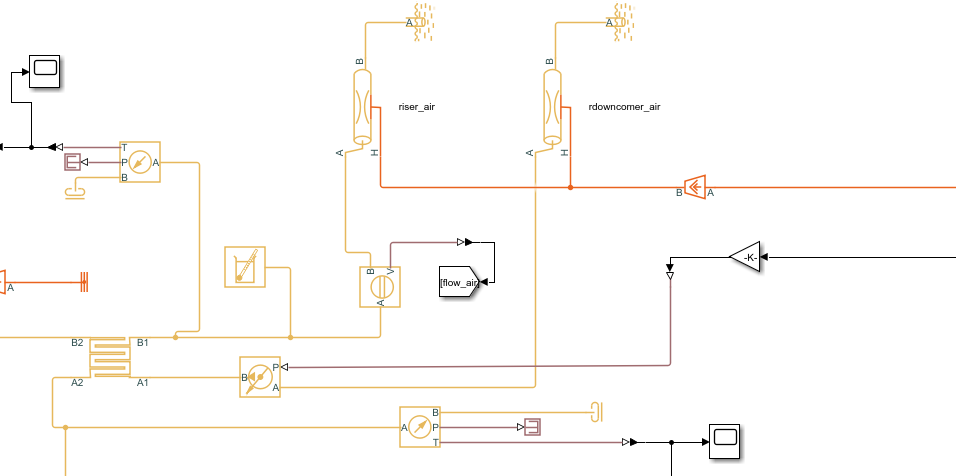 A
A
B
B
riser_air
rdowncomer_air
A
H
A
H
T
P
A
B
B
A
B
V
-K-
[flow_air]
A
A
B2
B1
P
B
A2
A1
A
B
A
P
T